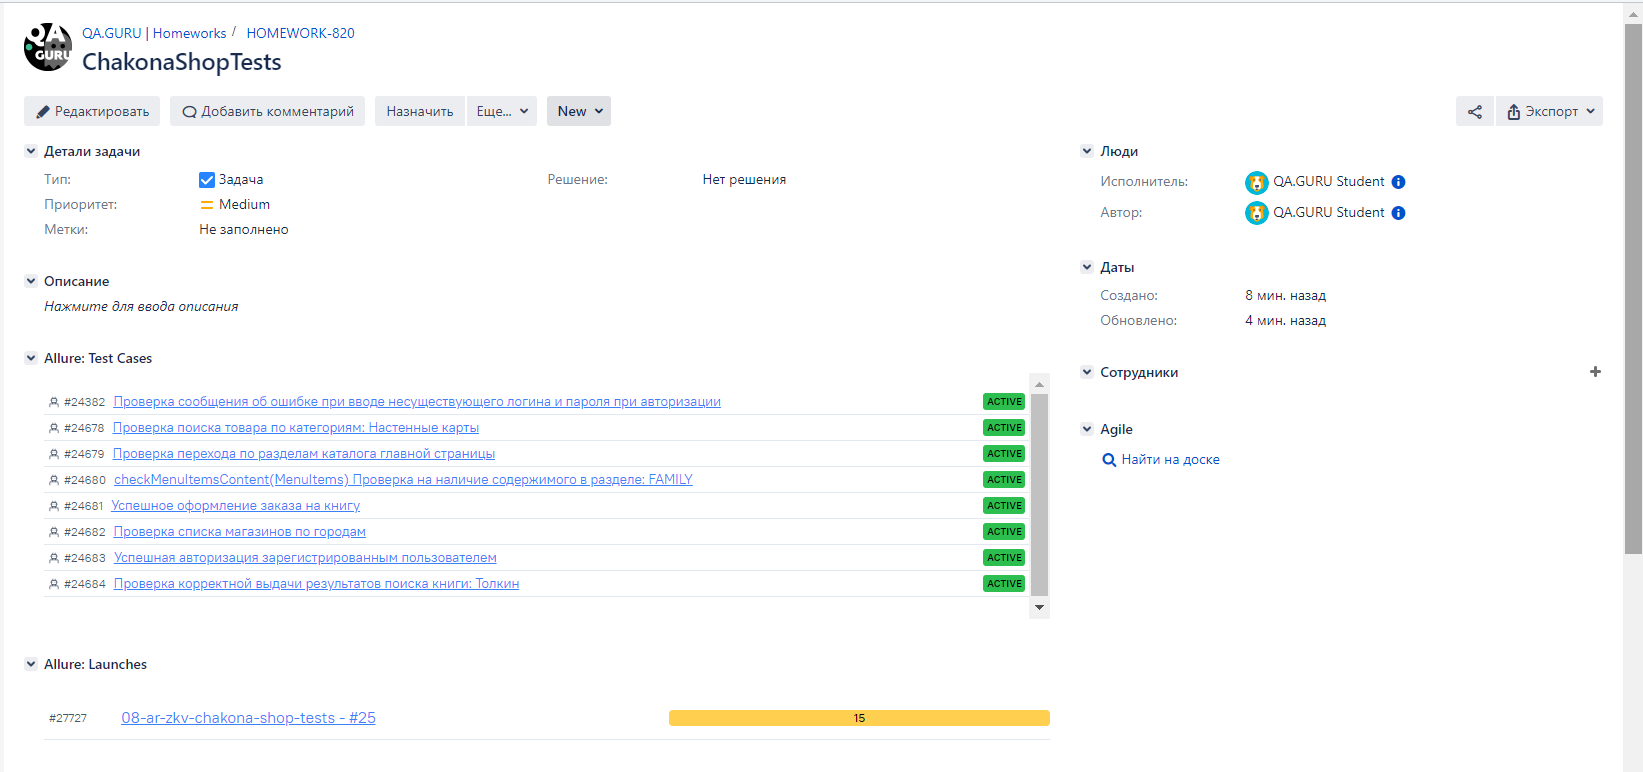 QA
GURU
QA.GURU | Homeworks / HOMEWORK-820
ChakonaShopTests
Редактировать Добавить комментарий Назначить Еще... New Экспорт
Детали задачи
Тип: Задача Решение: Нет решения
Приоритет: Medium
Метки: Не заполнено
Описание
Нажмите для ввода описания
Allure: Test Cases
#24382 Проверка сообщения об ошибке при вводе несуществующего логина и пароля при авторизации ACTIVE
#24678 Проверка поиска товара по категориям: Настенные карты ACTIVE
#24679 Проверка перехода по разделам каталога главной страницы ACTIVE
#24680 checkMenuItemsContent(MenuItems) Проверка на наличие содержимого в разделе: FAMILY ACTIVE
#24681 Успешное оформление заказа на книгу ACTIVE
#24682 Проверка списка магазинов по городам ACTIVE
#24683 Успешная авторизация зарегистрированным пользователем ACTIVE
#24684 Проверка корректной выдачи результатов поиска книги: Толкин ACTIVE
Allure: Launches
#27727 08-ar-zkv-chakona-shop-tests - #25 15
Люди
Исполнитель: QA.GURU Student
Автор: QA.GURU Student
Даты
Создано: 8 мин. назад
Обновлено: 4 мин. назад
Сотрудники
Agile
Найти на доске